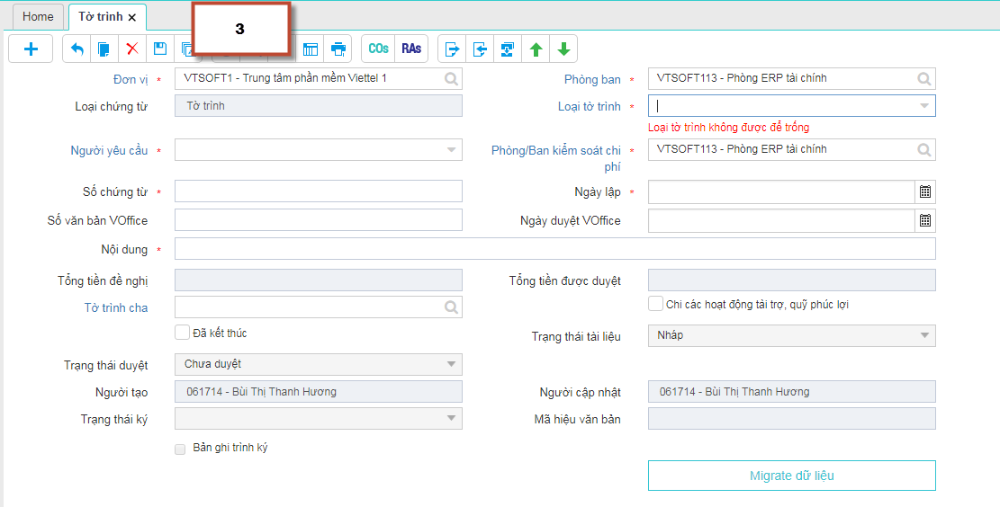 Home
Tờ trình ×
3
COs
RAs
Đơn vị *
VTSOFT1 - Trung tâm phần mềm Viettel 1
Phòng ban *
VTSOFT113 - Phòng ERP tài chính
Loại chứng từ
Tờ trình
Loại tờ trình *
Loại tờ trình không được để trống
Người yêu cầu *
Phòng/Ban kiểm soát chi *
phí
VTSOFT113 - Phòng ERP tài chính
Số chứng từ *
Ngày lập *
Số văn bản VOffice
Ngày duyệt VOffice
Nội dung *
Tổng tiền đề nghị
Tổng tiền được duyệt
Tờ trình cha
Chi các hoạt động tài trợ, quỹ phúc lợi
Đã kết thúc
Trạng thái tài liệu
Nháp
Trạng thái duyệt
Chưa duyệt
Người tạo
061714 - Bùi Thị Thanh Hương
Người cập nhật
061714 - Bùi Thị Thanh Hương
Trạng thái ký
Mã hiệu văn bản
Bản ghi trình ký
Migrate dữ liệu